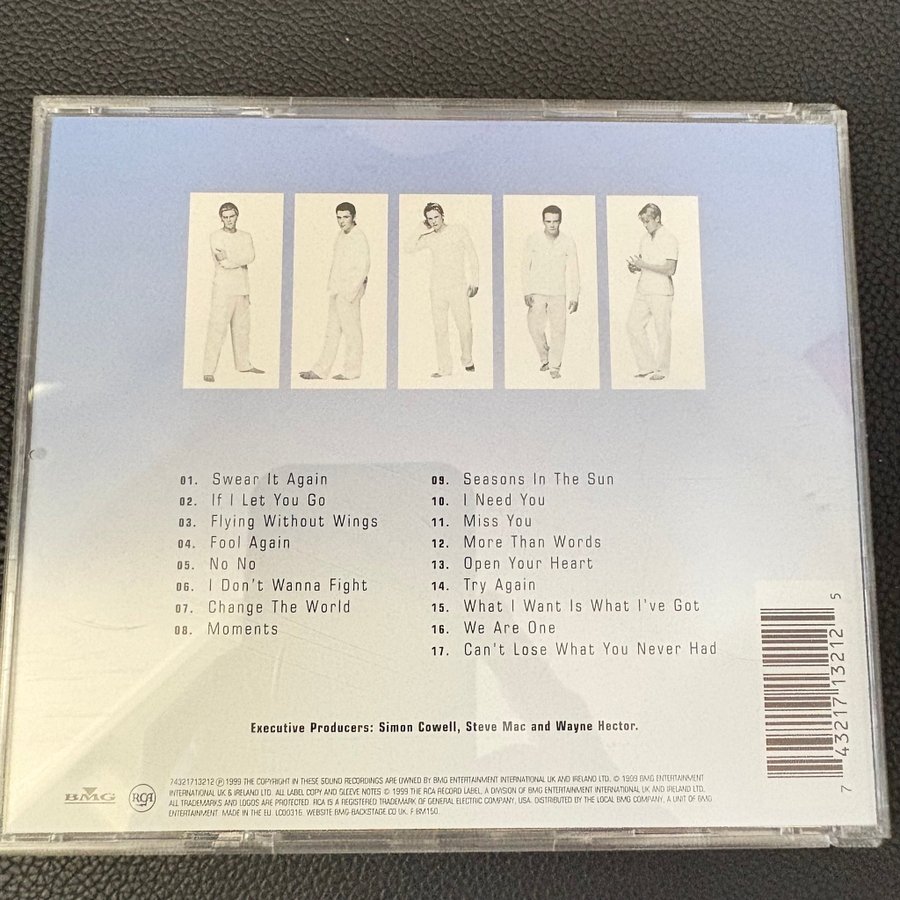 01. Swear It Again
02. If I Let You Go
03. Flying Without Wings
04. Fool Again
05. No No
06. I Don't Wanna Fight
07. Change The World
08. Moments
09. Seasons In The Sun
10. I Need You
11. Miss You
12. More Than Words
13. Open Your Heart
14. Try Again
15. What I Want Is What I've Got
16. We Are One
17. Can't Lose What You Never Had
Executive Producers: Simon Cowell, Steve Mac and Wayne Hector.
74321713212 ℗ 1999 THE COPYRIGHT IN THESE SOUND RECORDINGS ARE OWNED BY BMG ENTERTAINMENT INTERNATIONAL UK AND IRELAND LTD. © 1999 BMG ENTERTAINMENT
INTERNATIONAL UK & IRELAND LTD. ALL LABEL COPY AND SLEEVE NOTES © 1999 THE RCA RECORD LABEL, A DIVISION OF BMG ENTERTAINMENT INTERNATIONAL UK AND IRELAND LTD.
ALL TRADEMARKS AND LOGOS ARE PROTECTED. RCA IS A REGISTERED TRADEMARK OF GENERAL ELECTRIC COMPANY, USA. DISTRIBUTED BY THE LOCAL BMG COMPANY, A UNIT OF BMG
ENTERTAINMENT. MADE IN THE EU. LC00316. WEBSITE BMG-BACKSTAGE.CO.UK. F BM150.
BMG
RCA
7 43217 13212 5